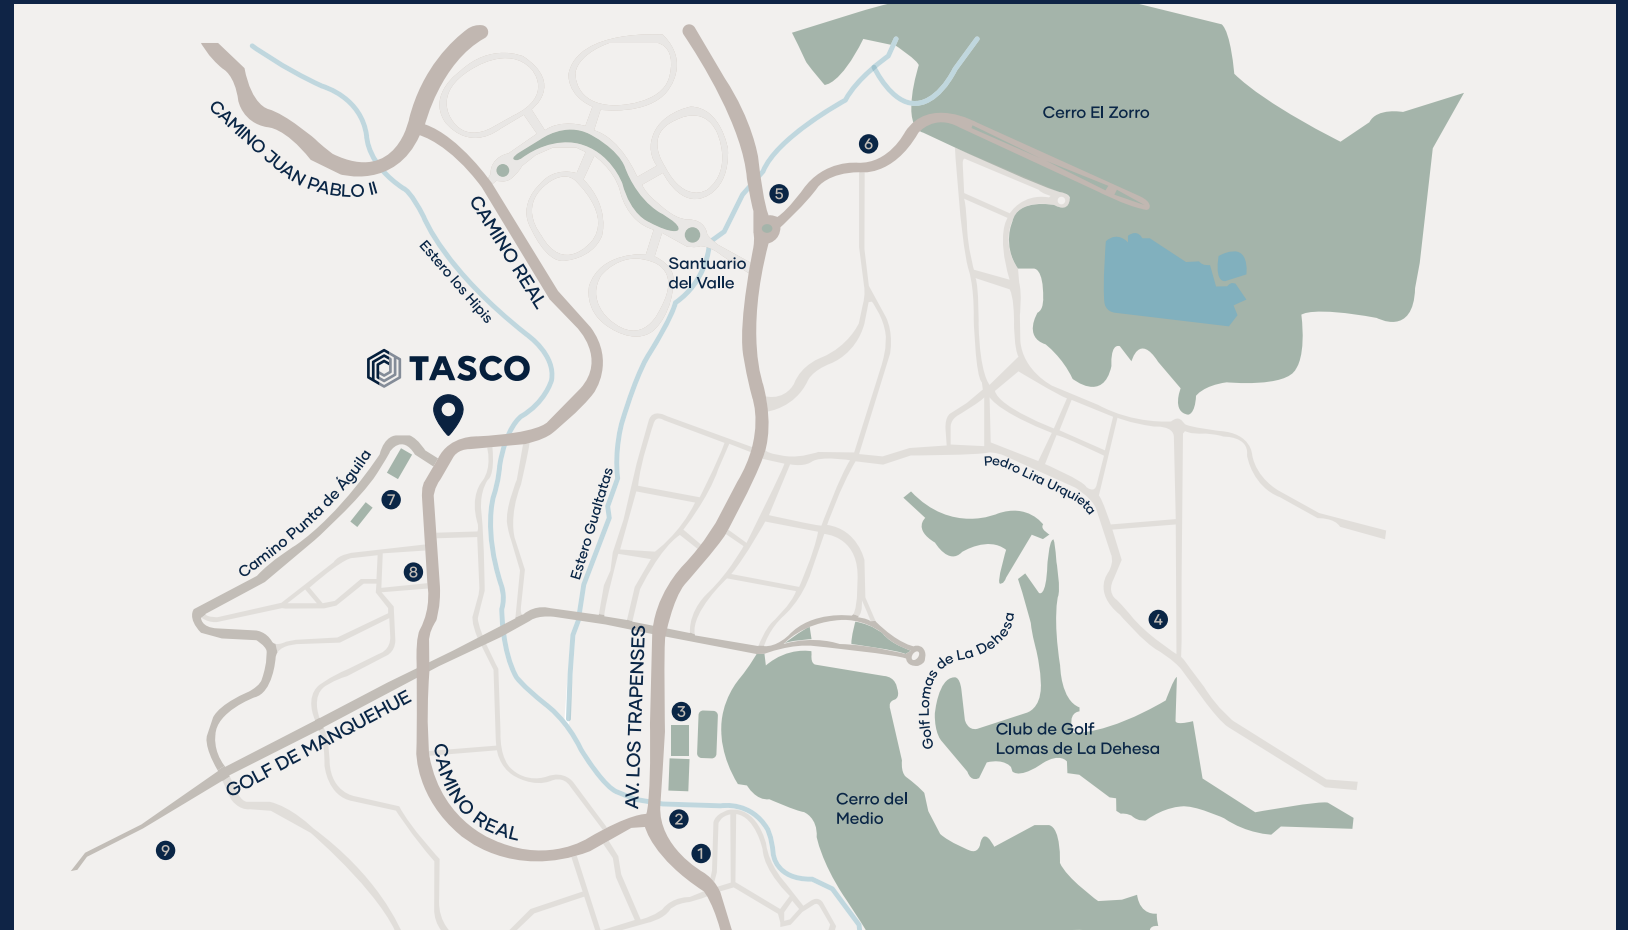 Cerro El Zorro
CAMINO JUAN PABLO II
6
5
CAMINO REAL
Estero los Hipis
Santuario
del Valle
TASCO
Camino Punta de Águila
7
Pedro Lira Urquieta
Estero Gualtatas
8
4
Golf Lomas de La Dehesa
AV. LOS TRAPENSES
3
GOLF DE MANQUEHUE
Club de Golf
Lomas de La Dehesa
CAMINO REAL
Cerro del
Medio
2
1
9